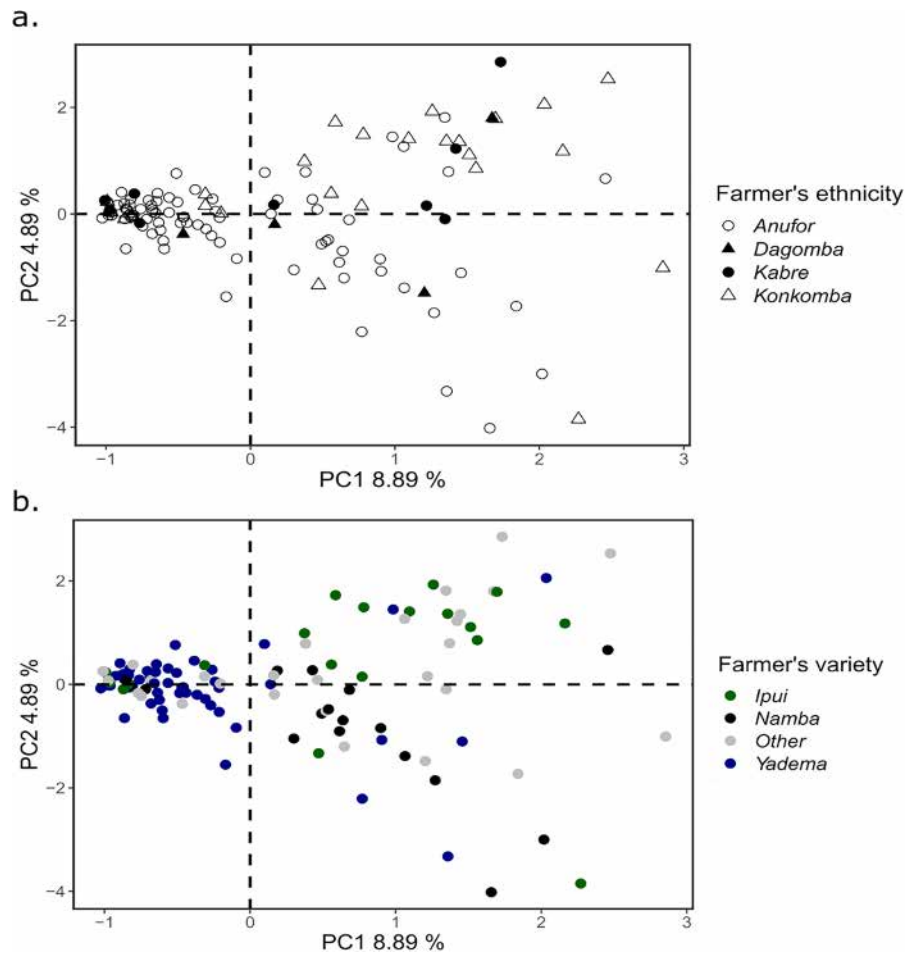 a.
2
0
−2
−4
PC2 4.89 %
−1
0
1
2
3
PC1 8.89 %
Farmer's ethnicity
Anufor
Dagomba
Kabre
Konkomba
b.
2
0
−2
−4
PC2 4.89 %
−1
0
1
2
3
PC1 8.89 %
Farmer's variety
Ipui
Namba
Other
Yadema